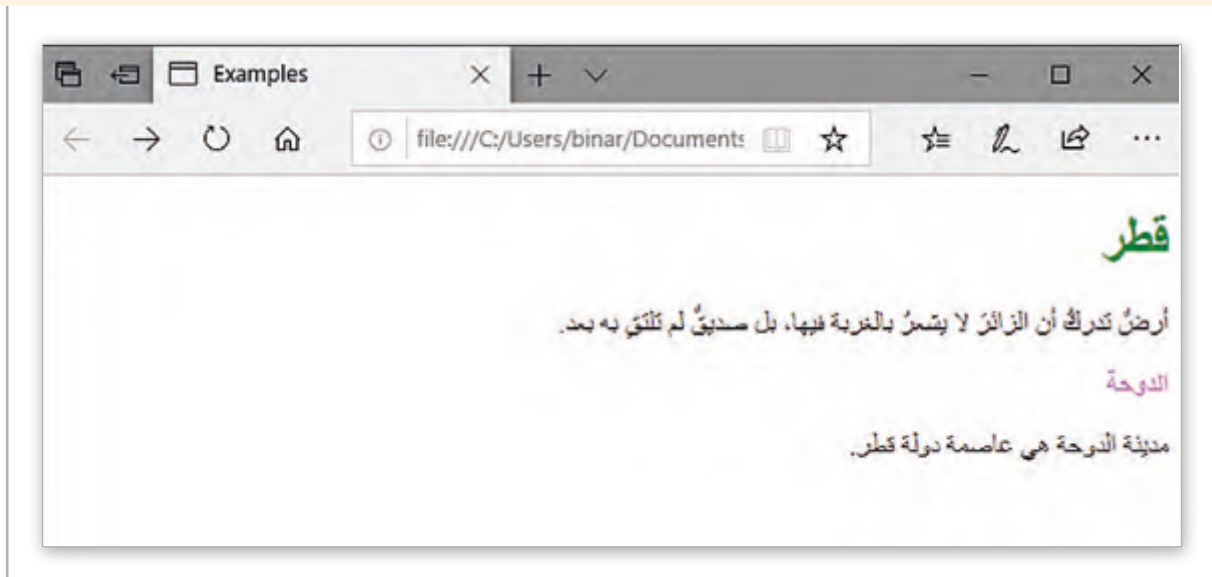 Examples
file:///C:/Users/binar/Documents
قطر
أرضٌ تدركُ أن الزائرَ لا يشعرُ بالغربة فيها، بل صديقٌ لم تلتقِ به بعد.
الدوحة
مدينة الدوحة هي عاصمة دولة قطر.